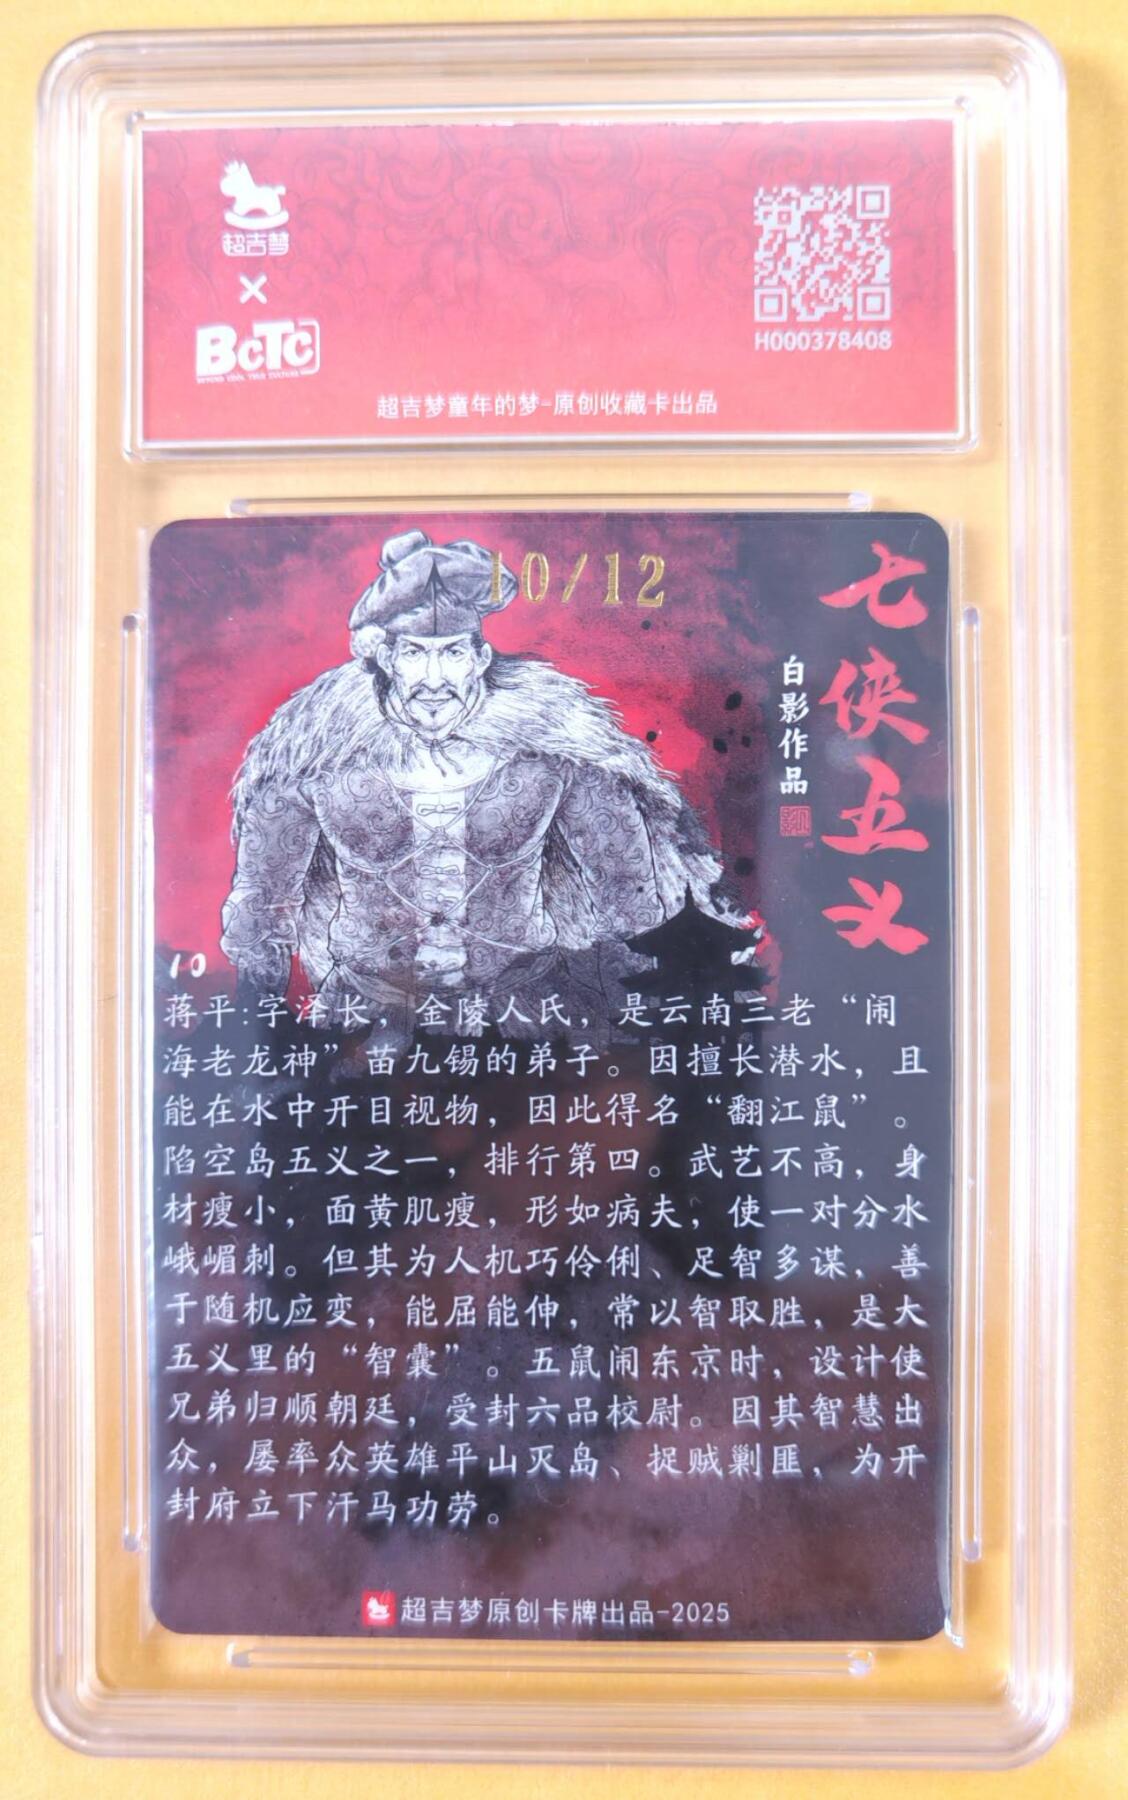 超吉梦
×
BCTC
H000378408
超吉梦童年的梦-原创收藏卡出品
10/12
七侠五义
白影作品
10
蒋平:字泽长，金陵人氏，是云南三老“闹
海老龙神”苗九锡的弟子。因擅长潜水，且
能在水中开目视物，因此得名“翻江鼠”。
陷空岛五义之一，排行第四。武艺不高，身
材瘦小，面黄肌瘦，形如病夫，使一对分水
峨嵋刺。但其为人机巧伶俐、足智多谋，善
于随机应变，能屈能伸，常以智取胜，是大
五义里的“智囊”。五鼠闹东京时，设计使
兄弟归顺朝廷，受封六品校尉。因其智慧出
众，屡率众英雄平山灭岛、捉贼剿匪，为开
封府立下汗马功劳。
超吉梦原创卡牌出品-2025